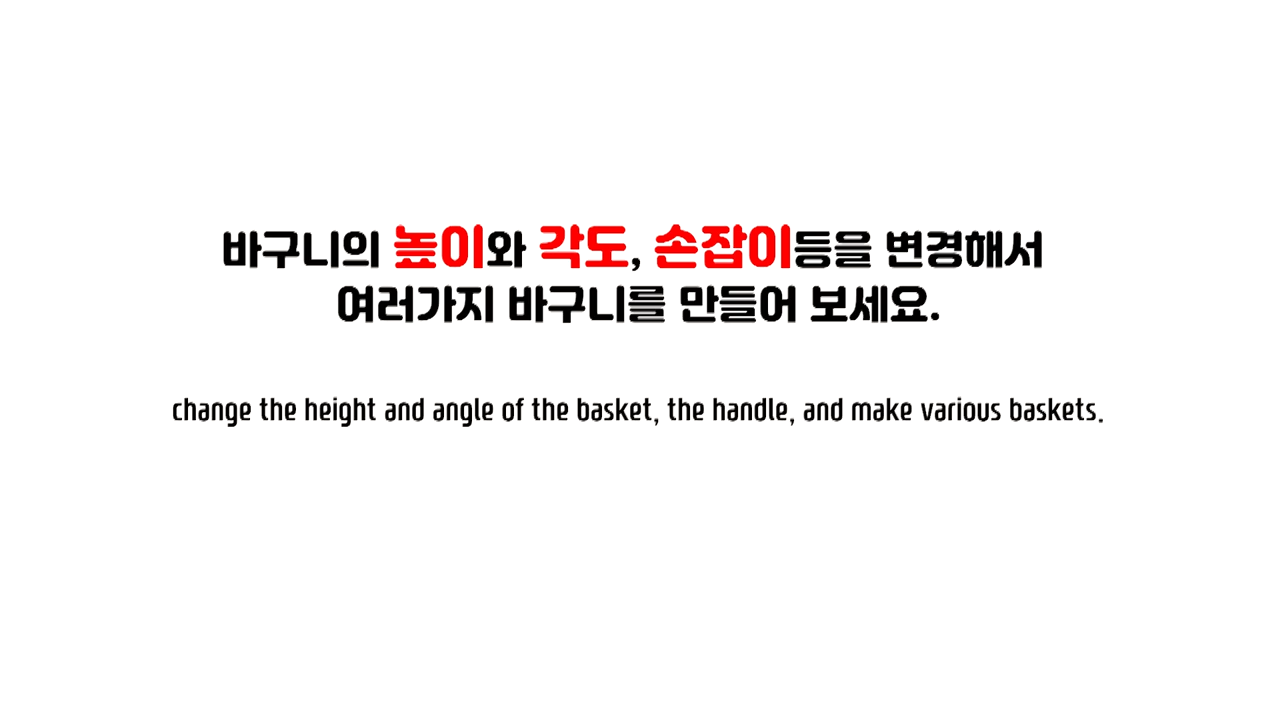 바구니의 높이와 각도, 손잡이등을 변경해서
여러가지 바구니를 만들어 보세요.
change the height and angle of the basket, the handle, and make various baskets.